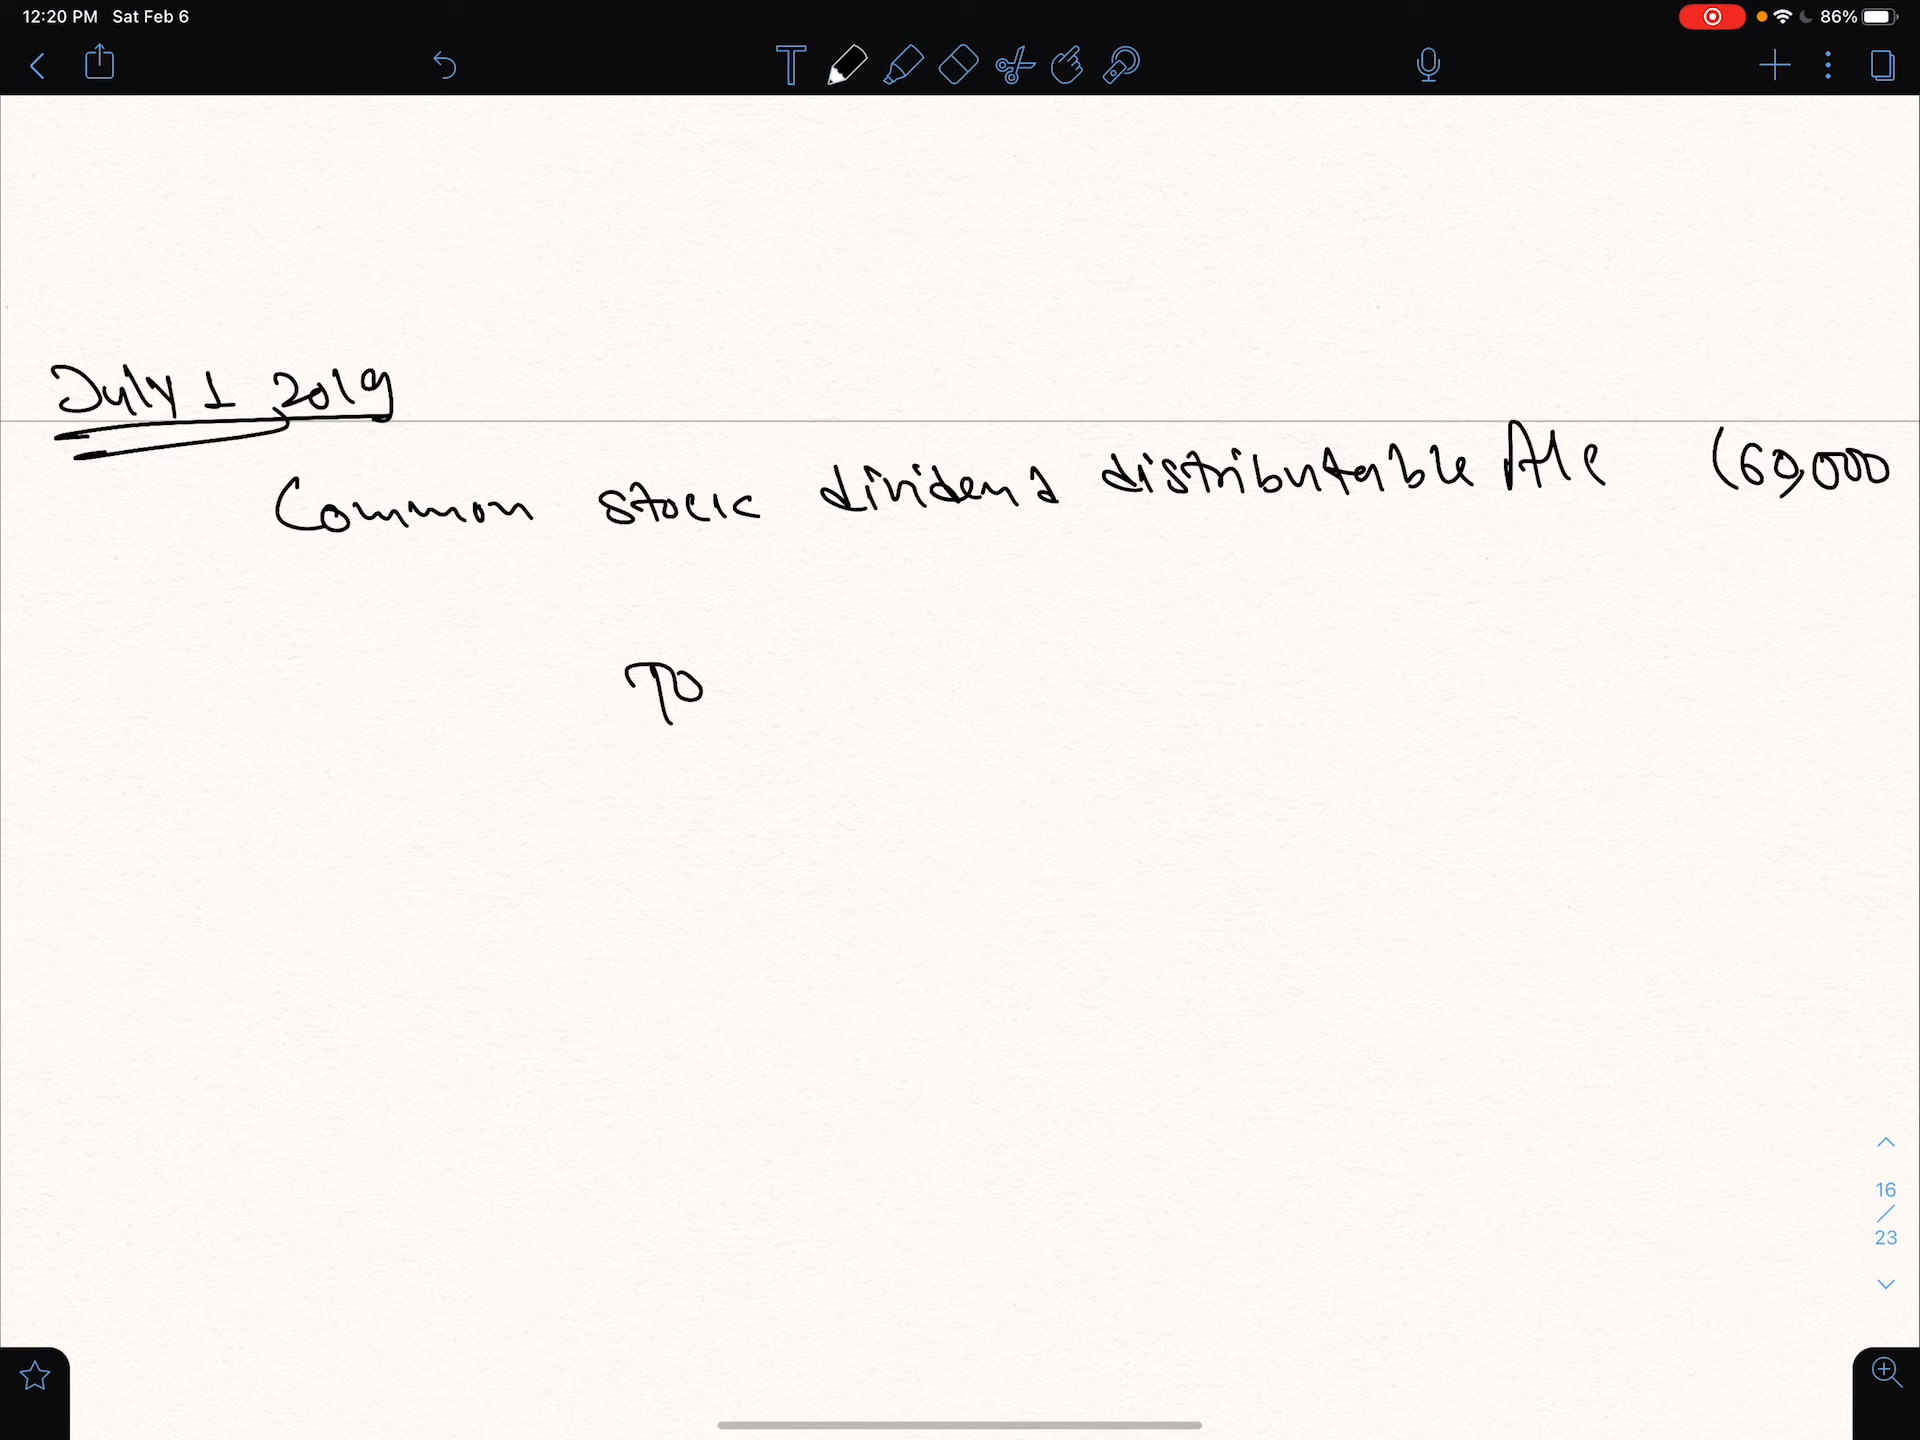 12:20 PM Sat Feb 6
86%
T
July 1 2019
Common stock dividend distributable A/c (60,000
To
16
/
23